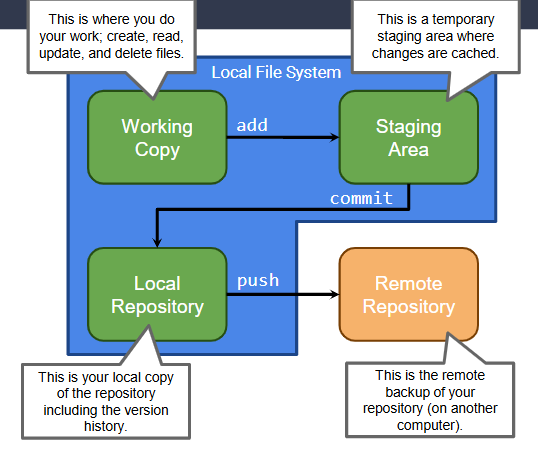 This is where you do
your work; create, read,
update, and delete files.
This is a temporary
staging area where
changes are cached.
Local File System
Working
Copy
add
Staging
Area
commit
Local
Repository
push
Remote
Repository
This is your local copy
of the repository
including the version
history.
This is the remote
backup of your
repository (on another
computer).